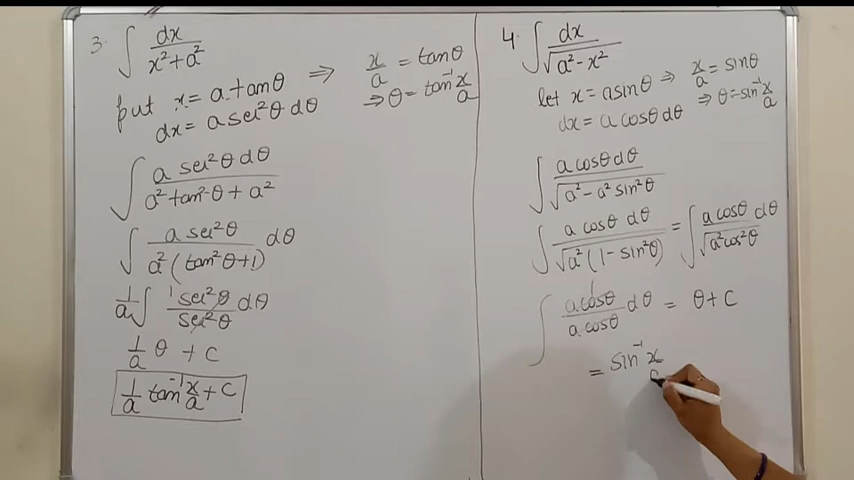 3. ∫ dx / (x² + a²)
put x = a . tanθ ⇒ x/a = tanθ
dx = a sec²θ dθ ⇒ θ = tan⁻¹ x/a
∫ a sec²θ dθ / (a² tan²θ + a²)
∫ a sec²θ / (a² (tan²θ + 1)) dθ
1/a ∫ sec²θ / sec²θ dθ
1/a θ + c
1/a tan⁻¹ x/a + c
4. ∫ dx / √(a² - x²)
let x = a sinθ ⇒ x/a = sinθ
dx = a cosθ dθ ⇒ θ = sin⁻¹ x/a
∫ a cosθ dθ / √(a² - a² sin²θ)
∫ a cosθ dθ / √(a² (1 - sin²θ)) = ∫ a cosθ dθ / √(a² cos²θ)
∫ a cosθ / a cosθ dθ = θ + C
= sin⁻¹ x